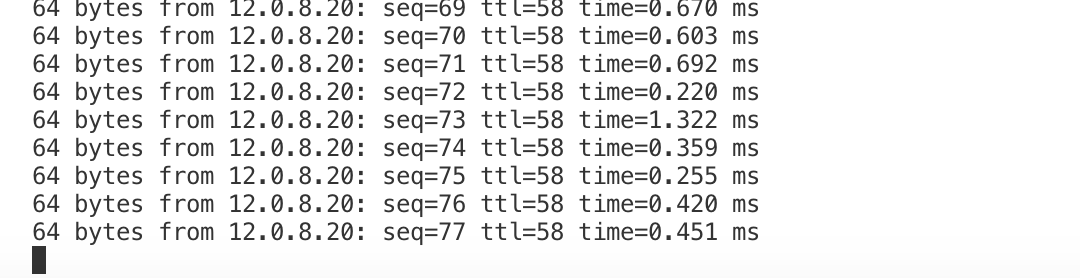 64 bytes from 12.0.8.20: seq=69 ttl=58 time=0.670 ms
64 bytes from 12.0.8.20: seq=70 ttl=58 time=0.603 ms
64 bytes from 12.0.8.20: seq=71 ttl=58 time=0.692 ms
64 bytes from 12.0.8.20: seq=72 ttl=58 time=0.220 ms
64 bytes from 12.0.8.20: seq=73 ttl=58 time=1.322 ms
64 bytes from 12.0.8.20: seq=74 ttl=58 time=0.359 ms
64 bytes from 12.0.8.20: seq=75 ttl=58 time=0.255 ms
64 bytes from 12.0.8.20: seq=76 ttl=58 time=0.420 ms
64 bytes from 12.0.8.20: seq=77 ttl=58 time=0.451 ms